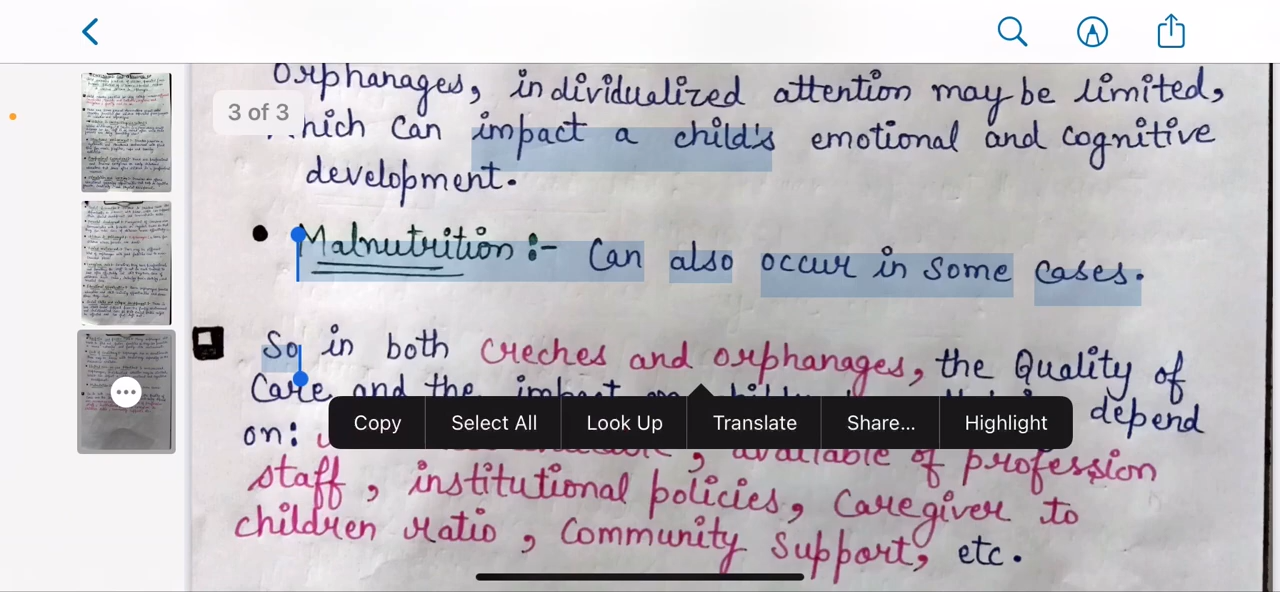 3 of 3
Orphanages, individualized attention may be limited,
which can impact a child's emotional and cognitive
development.
• Malnutrition :- Can also occur in some cases.
So in both creches and orphanages, the Quality of
Care and the impact on
depend
on:
, available of profession
staff, institutional policies, Caregiver to
children ratio, Community Support, etc.
Copy
Select All
Look Up
Translate
Share...
Highlight